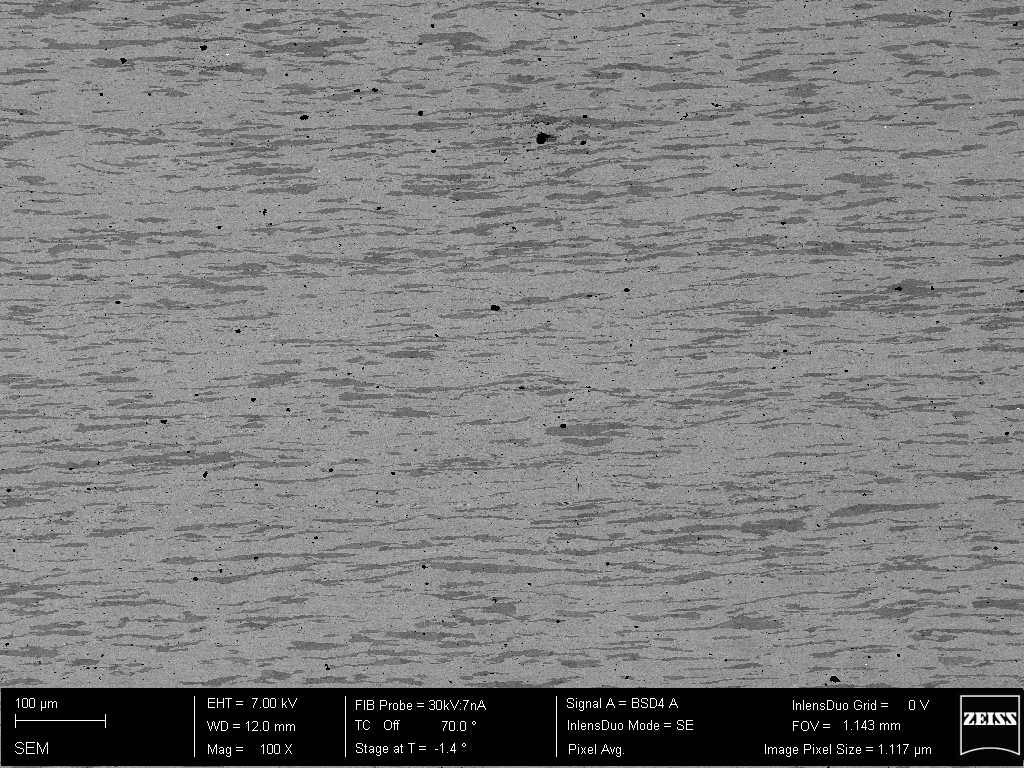 100 µm
SEM
EHT = 7.00 kV
WD = 12.0 mm
Mag = 100 X
FIB Probe = 30kV:7nA
TC Off 70.0 °
Stage at T = -1.4 °
Signal A = BSD4 A
InlensDuo Mode = SE
Pixel Avg.
InlensDuo Grid = 0 V
FOV = 1.143 mm
Image Pixel Size = 1.117 µm
ZEISS